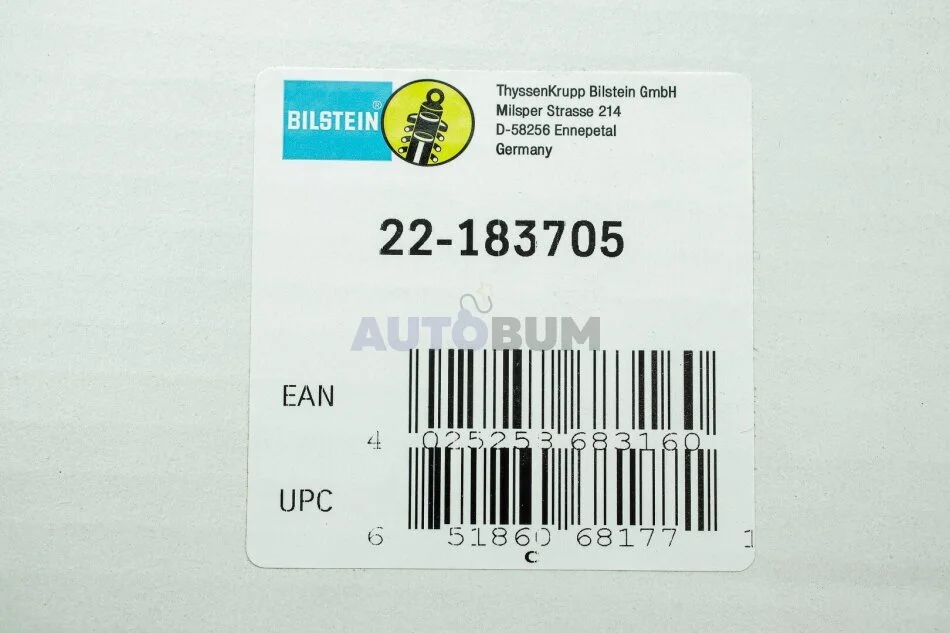 BILSTEIN®
ThyssenKrupp Bilstein GmbH
Milsper Strasse 214
D-58256 Ennepetal
Germany
22-183705
AUTOBUM
EAN
4 025253 683160
UPC
6 51860 68177 1
C